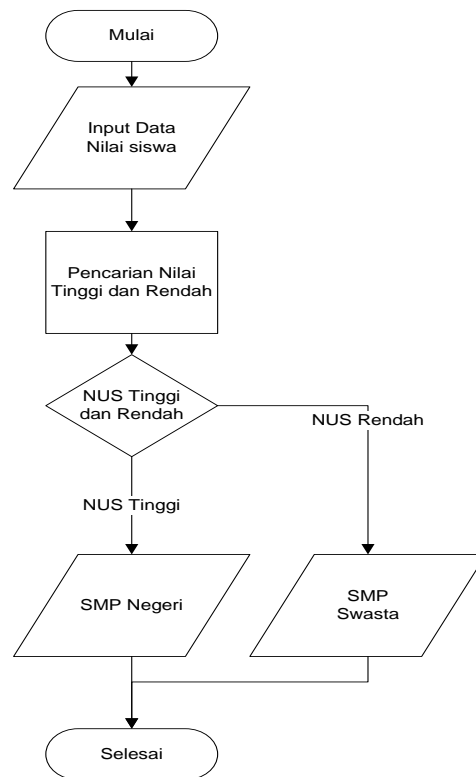 Mulai
Input Data
Nilai siswa
Pencarian Nilai
Tinggi dan Rendah
NUS Tinggi
dan Rendah
NUS Rendah
NUS Tinggi
SMP Negeri
SMP
Swasta
Selesai